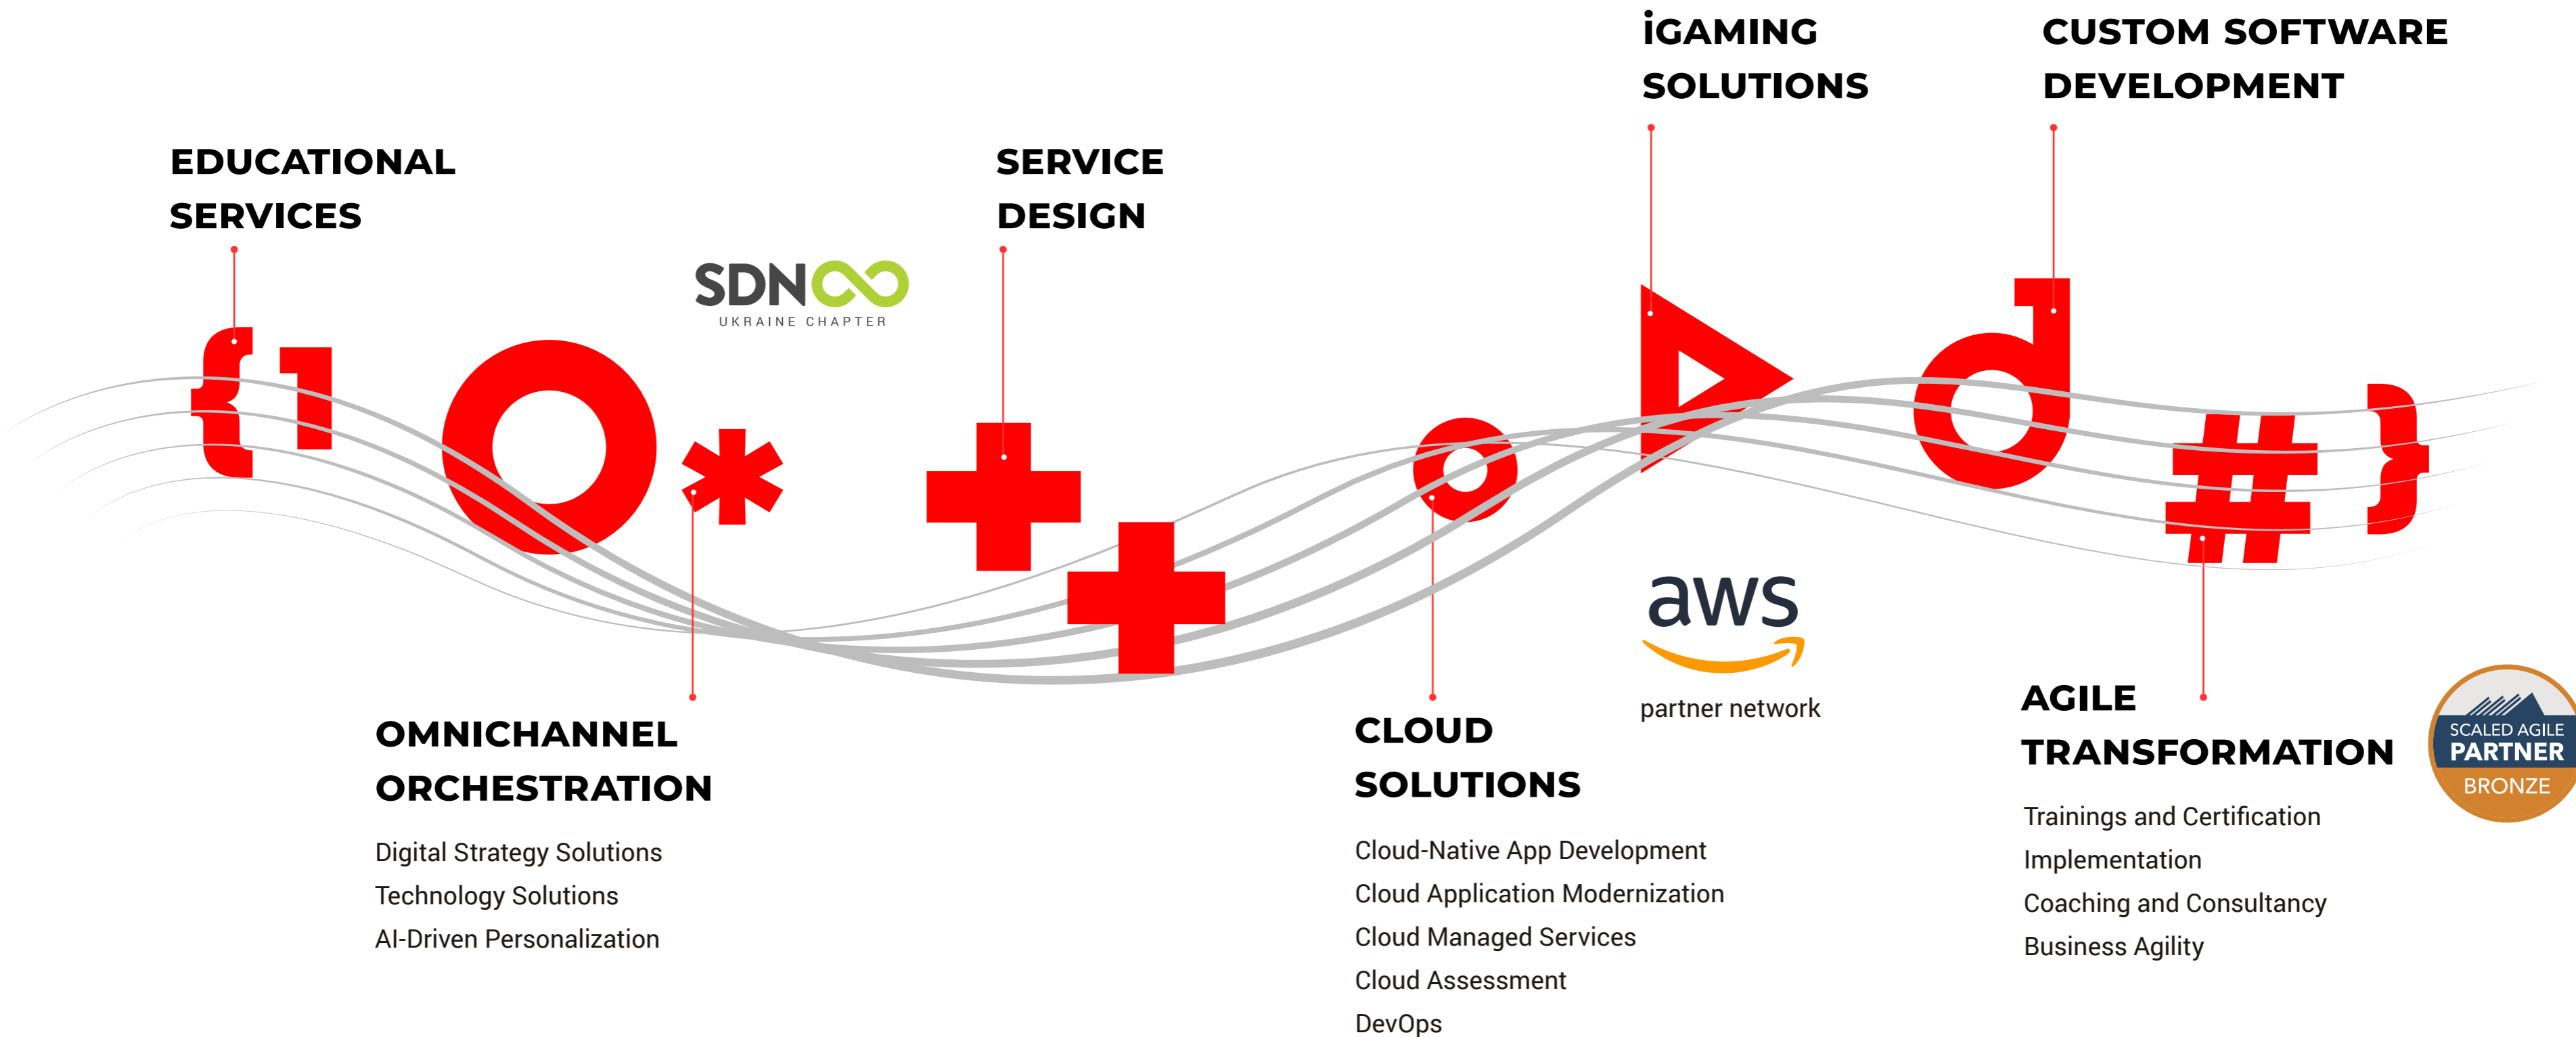 iGAMING
SOLUTIONS
CUSTOM SOFTWARE
DEVELOPMENT
EDUCATIONAL
SERVICES
SERVICE
DESIGN
SDN
UKRAINE CHAPTER
{1 O * + + o d # }
aws
partner network
OMNICHANNEL
ORCHESTRATION
Digital Strategy Solutions
Technology Solutions
AI-Driven Personalization
CLOUD
SOLUTIONS
Cloud-Native App Development
Cloud Application Modernization
Cloud Managed Services
Cloud Assessment
DevOps
AGILE
TRANSFORMATION
Trainings and Certification
Implementation
Coaching and Consultancy
Business Agility
SCALED AGILE
PARTNER
BRONZE